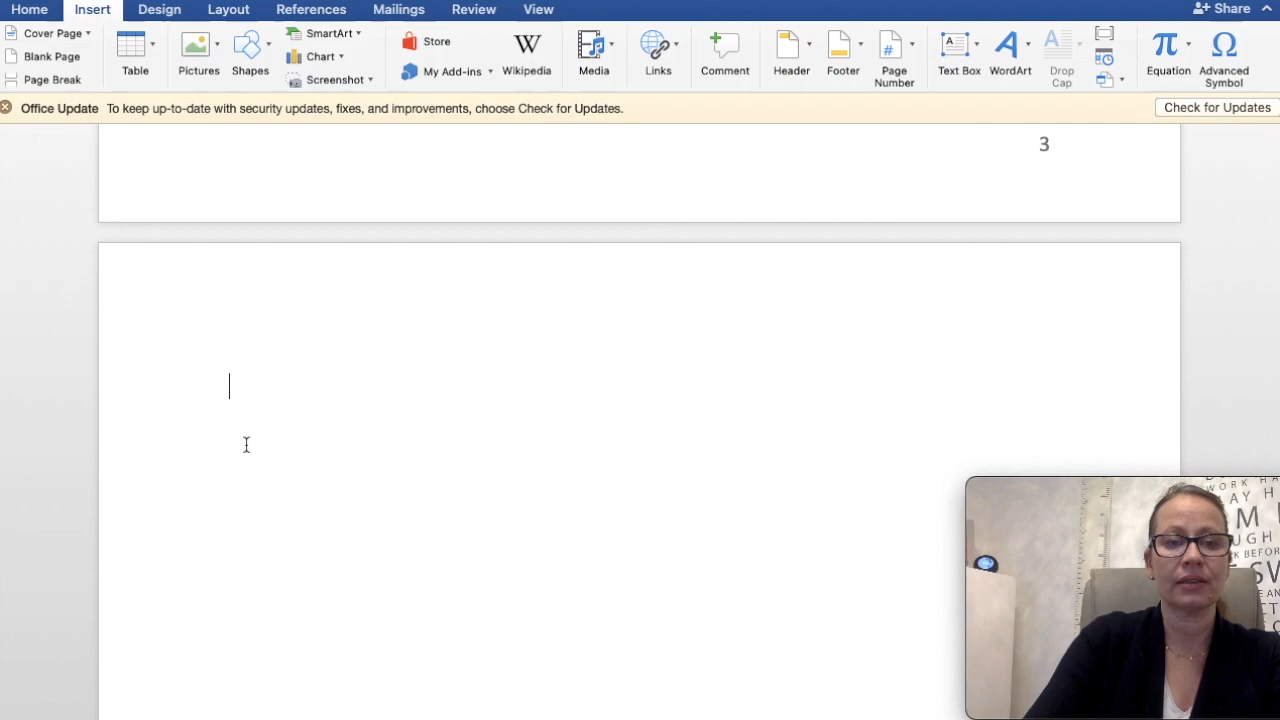 Home Insert Design Layout References Mailings Review View Share
Cover Page
Blank Page
Page Break
Table
Pictures
Shapes
SmartArt
Chart
Screenshot
Store
My Add-ins
W
Wikipedia
Media
Links
Comment
Header
Footer
#
Page
Number
A
Text Box
A
WordArt
A
Drop
Cap
π
Equation
Ω
Advanced
Symbol
Office Update To keep up-to-date with security updates, fixes, and improvements, choose Check for Updates. Check for Updates
3
WORK HA